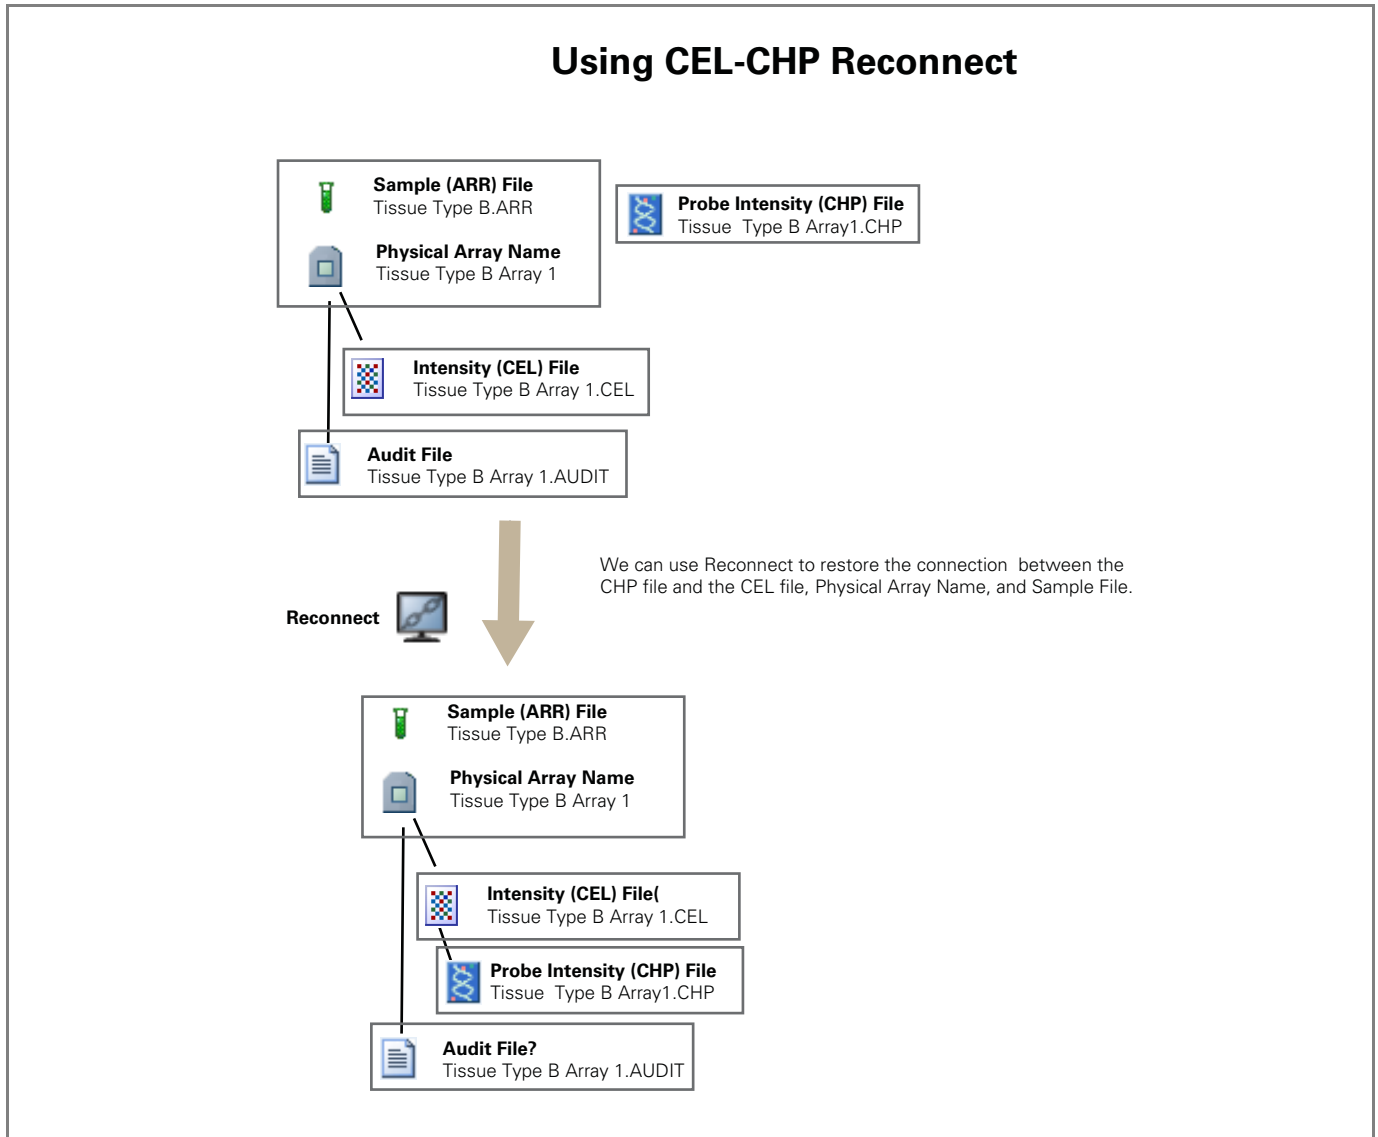 Using CEL-CHP Reconnect
Sample (ARR) File
Tissue Type B.ARR
Probe Intensity (CHP) File
Tissue  Type B Array1.CHP
Physical Array Name
Tissue Type B Array 1
Intensity (CEL) File
Tissue Type B Array 1.CEL
Audit File
Tissue Type B Array 1.AUDIT
We can use Reconnect to restore the connection  between the
CHP file and the CEL file, Physical Array Name, and Sample File.
Reconnect
Sample (ARR) File
Tissue Type B.ARR
Physical Array Name
Tissue Type B Array 1
Intensity (CEL) File(
Tissue Type B Array 1.CEL
Probe Intensity (CHP) File
Tissue  Type B Array1.CHP
Audit File?
Tissue Type B Array 1.AUDIT